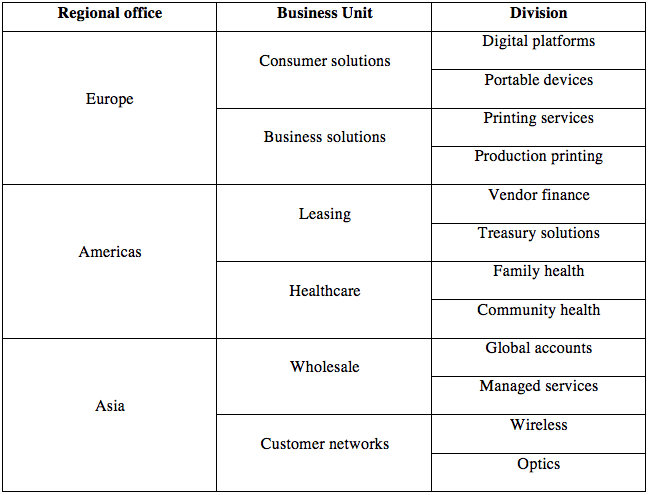 Regional office Business Unit Division
Europe
Consumer solutions
Digital platforms
Portable devices
Business solutions
Printing services
Production printing
Americas
Leasing
Vendor finance
Treasury solutions
Healthcare
Family health
Community health
Asia
Wholesale
Global accounts
Managed services
Customer networks
Wireless
Optics